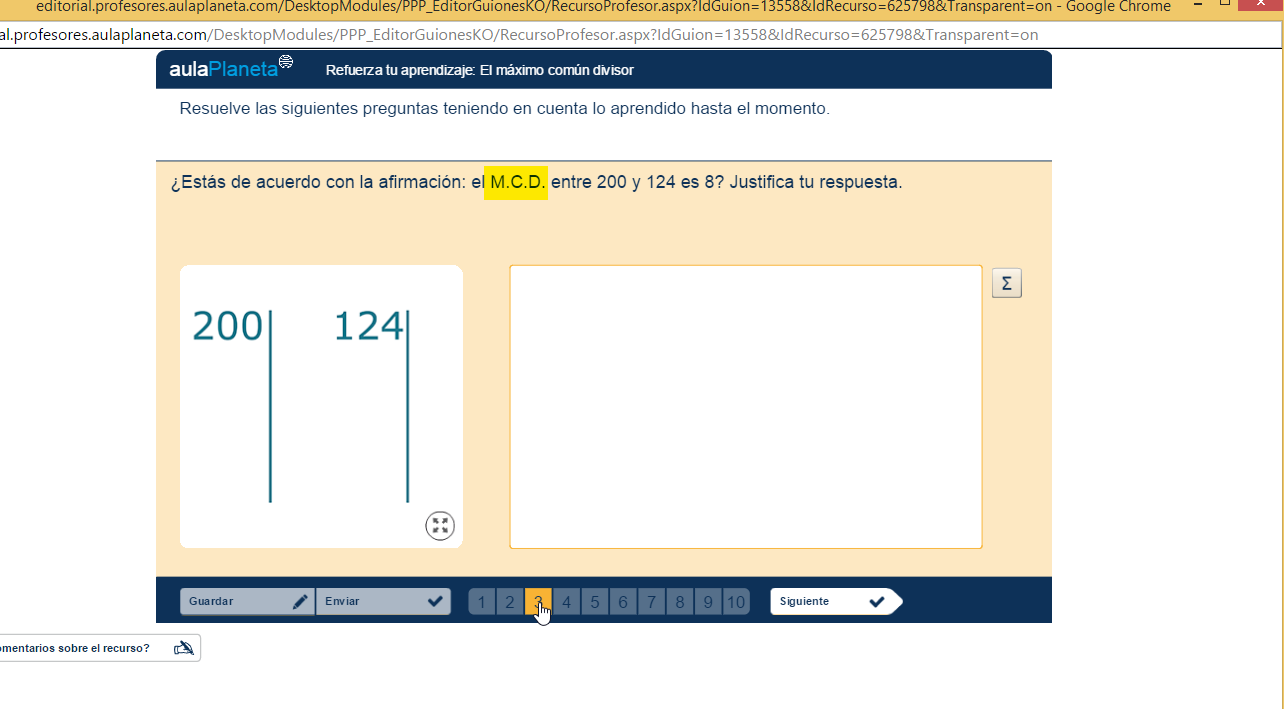 editorial.profesores.aulaplaneta.com/DesktopModules/PPP_EditorGuionesKO/RecursoProfesor.aspx?IdGuion=13558&IdRecurso=625798&Transparent=on - Google Chrome
al.profesores.aulaplaneta.com/DesktopModules/PPP_EditorGuionesKO/RecursoProfesor.aspx?IdGuion=13558&IdRecurso=625798&Transparent=on
aulaPlaneta Refuerza tu aprendizaje: El máximo común divisor
Resuelve las siguientes preguntas teniendo en cuenta lo aprendido hasta el momento.
¿Estás de acuerdo con la afirmación: el M.C.D. entre 200 y 124 es 8? Justifica tu respuesta.
Σ
200 124
Guardar Enviar 1 2 3 4 5 6 7 8 9 10 Siguiente
omentarios sobre el recurso?